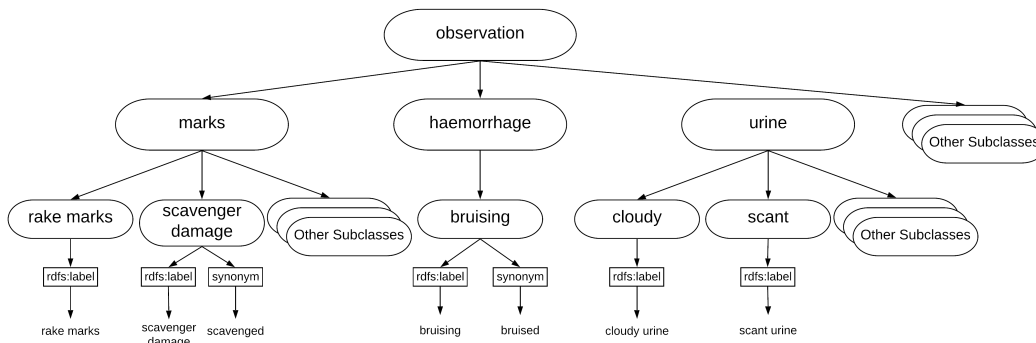 observation
marks
haemorrhage
urine
Other Subclasses
rake marks
scavenger
damage
Other Subclasses
bruising
cloudy
scant
Other Subclasses
rdfs:label
rdfs:label
synonym
rdfs:label
synonym
rdfs:label
rdfs:label
rake marks
scavenger
damage
scavenged
bruising
bruised
cloudy urine
scant urine